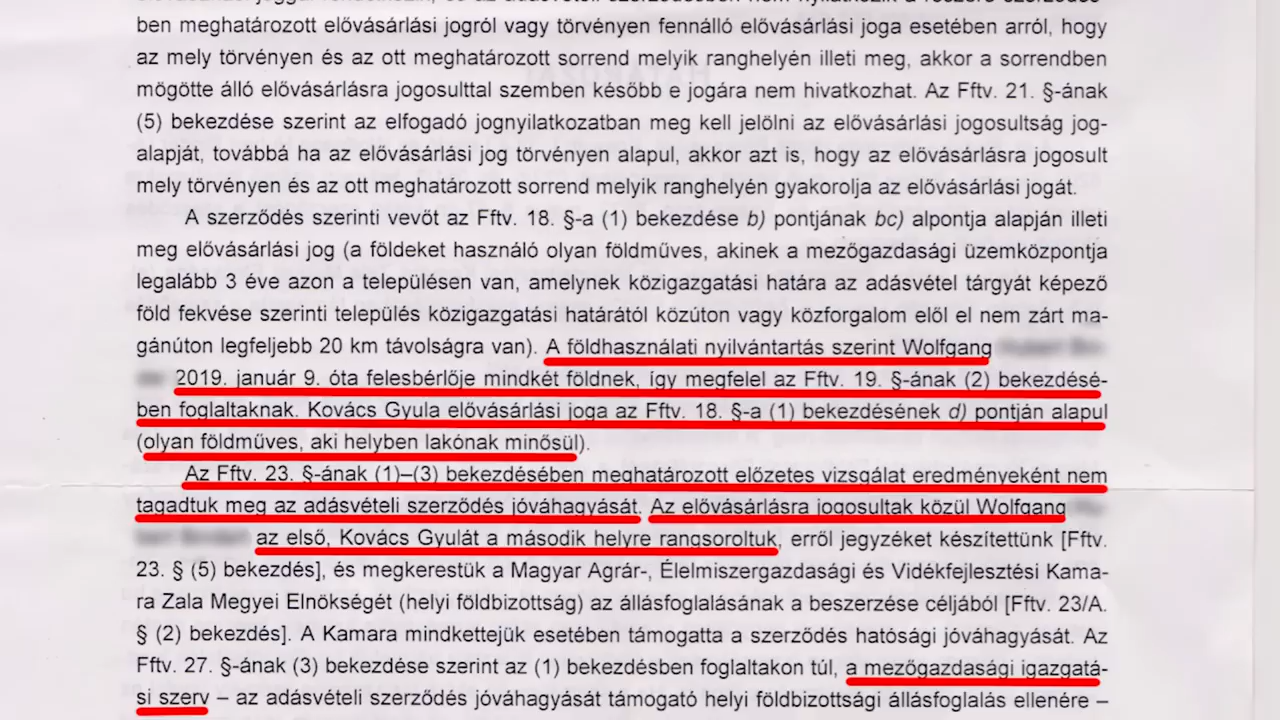 ben meghatározott elővásárlási jogról vagy törvényen fennálló elővásárlási joga esetében arról, hogy
az mely törvényen és az ott meghatározott sorrend melyik ranghelyén illeti meg, akkor a sorrendben
mögötte álló elővásárlásra jogosulttal szemben később e jogára nem hivatkozhat. Az Fftv. 21. §-ának
(5) bekezdése szerint az elfogadó jognyilatkozatban meg kell jelölni az elővásárlási jogosultság jog-
alapját, továbbá ha az elővásárlási jog törvényen alapul, akkor azt is, hogy az elővásárlásra jogosult
mely törvényen és az ott meghatározott sorrend melyik ranghelyén gyakorolja az elővásárlási jogát.
A szerződés szerinti vevőt az Fftv. 18. §-a (1) bekezdése b) pontjának bc) alpontja alapján illeti
meg elővásárlási jog (a földeket használó olyan földműves, akinek a mezőgazdasági üzemközpontja
legalább 3 éve azon a településen van, amelynek közigazgatási határa az adásvétel tárgyát képező
föld fekvése szerinti település közigazgatási határától közúton vagy közforgalom elől el nem zárt ma-
gánúton legfeljebb 20 km távolságra van). A földhasználati nyilvántartás szerint Wolfgang
2019. január 9. óta felesbérlője mindkét földnek, így megfelel az Fftv. 19. §-ának (2) bekezdésé-
ben foglaltaknak. Kovács Gyula elővásárlási joga az Fftv. 18. §-a (1) bekezdésének d) pontján alapul
(olyan földműves, aki helyben lakónak minősül).
Az Fftv. 23. §-ának (1)–(3) bekezdésében meghatározott előzetes vizsgálat eredményeként nem
tagadtuk meg az adásvételi szerződés jóváhagyását. Az elővásárlásra jogosultak közül Wolfgang
az első, Kovács Gyulát a második helyre rangsoroltuk, erről jegyzéket készítettünk [Fftv.
23. § (5) bekezdés], és megkerestük a Magyar Agrár-, Élelmiszergazdasági és Vidékfejlesztési Kama-
ra Zala Megyei Elnökségét (helyi földbizottság) az állásfoglalásának a beszerzése céljából [Fftv. 23/A.
§ (2) bekezdés]. A Kamara mindkettejük esetében támogatta a szerződés hatósági jóváhagyását. Az
Fftv. 27. §-ának (3) bekezdése szerint az (1) bekezdésben foglaltakon túl, a mezőgazdasági igazgatá-
si szerv – az adásvételi szerződés jóváhagyását támogató helyi földbizottsági állásfoglalás ellenére –